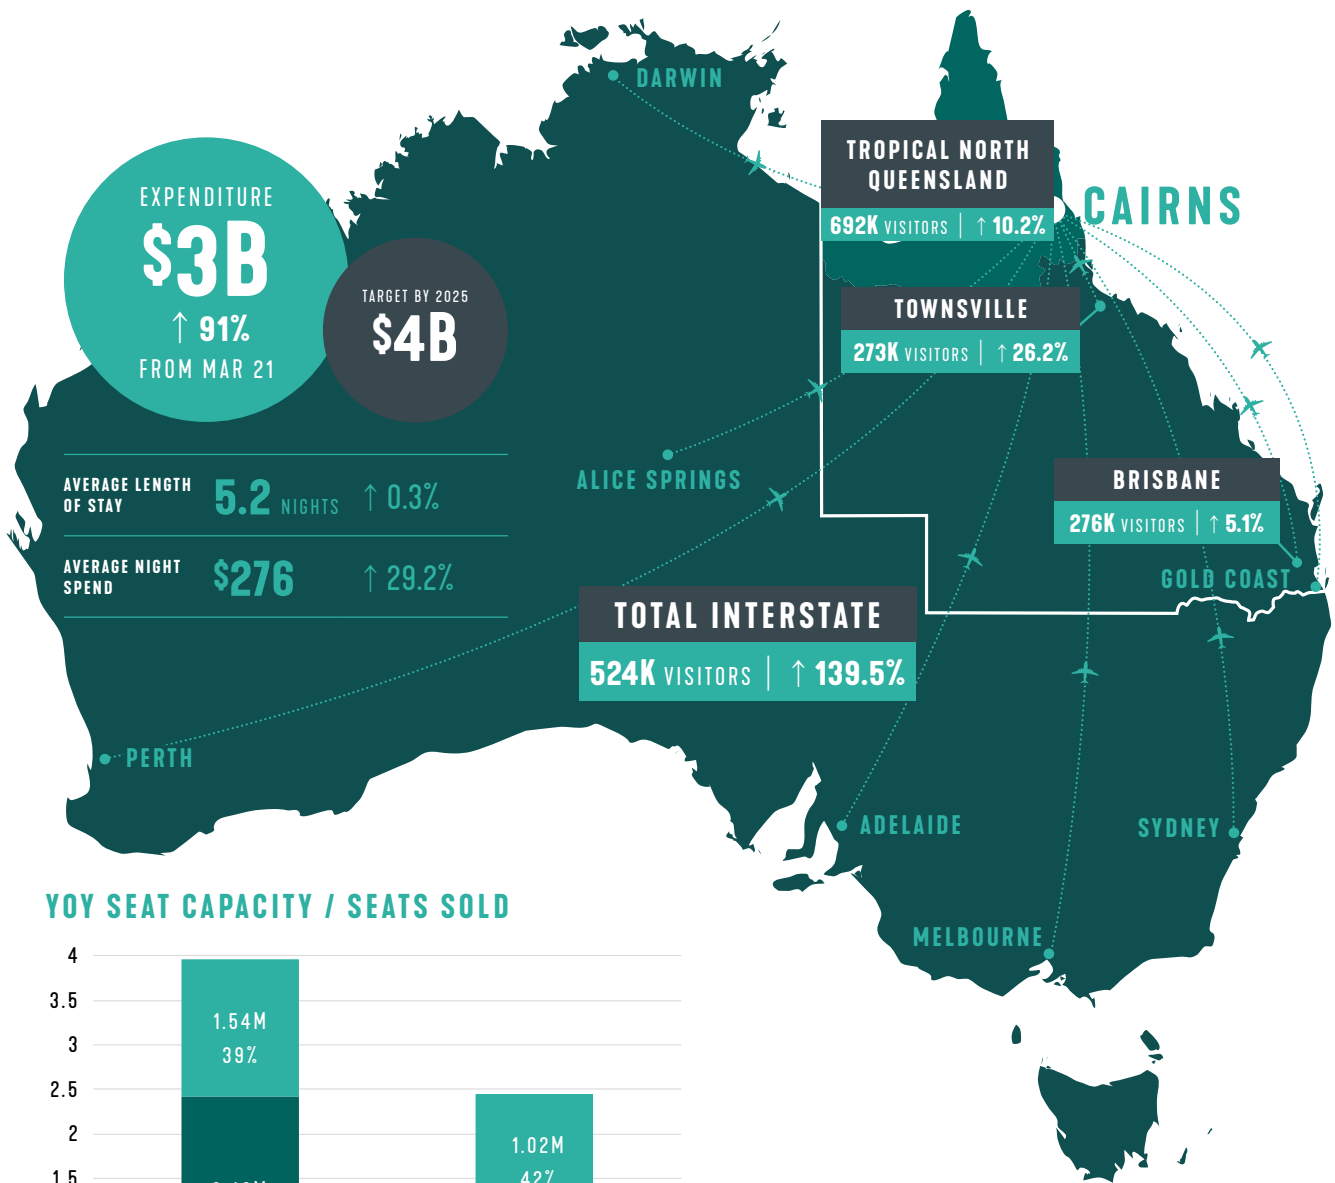 DARWIN
TROPICAL NORTH
QUEENSLAND
692K VISITORS | ↑ 10.2%
CAIRNS
EXPENDITURE
$3B
↑ 91%
FROM MAR 21
TARGET BY 2025
$4B
TOWNSVILLE
273K VISITORS | ↑ 26.2%
AVERAGE LENGTH
OF STAY
5.2 NIGHTS ↑ 0.3%
AVERAGE NIGHT
SPEND
$276 ↑ 29.2%
ALICE SPRINGS
BRISBANE
276K VISITORS | ↑ 5.1%
GOLD COAST
TOTAL INTERSTATE
524K VISITORS | ↑ 139.5%
PERTH
ADELAIDE
SYDNEY
MELBOURNE
YOY SEAT CAPACITY / SEATS SOLD
4
3.5
3
2.5
2
1.5
1.54M
39%
1.02M
42%